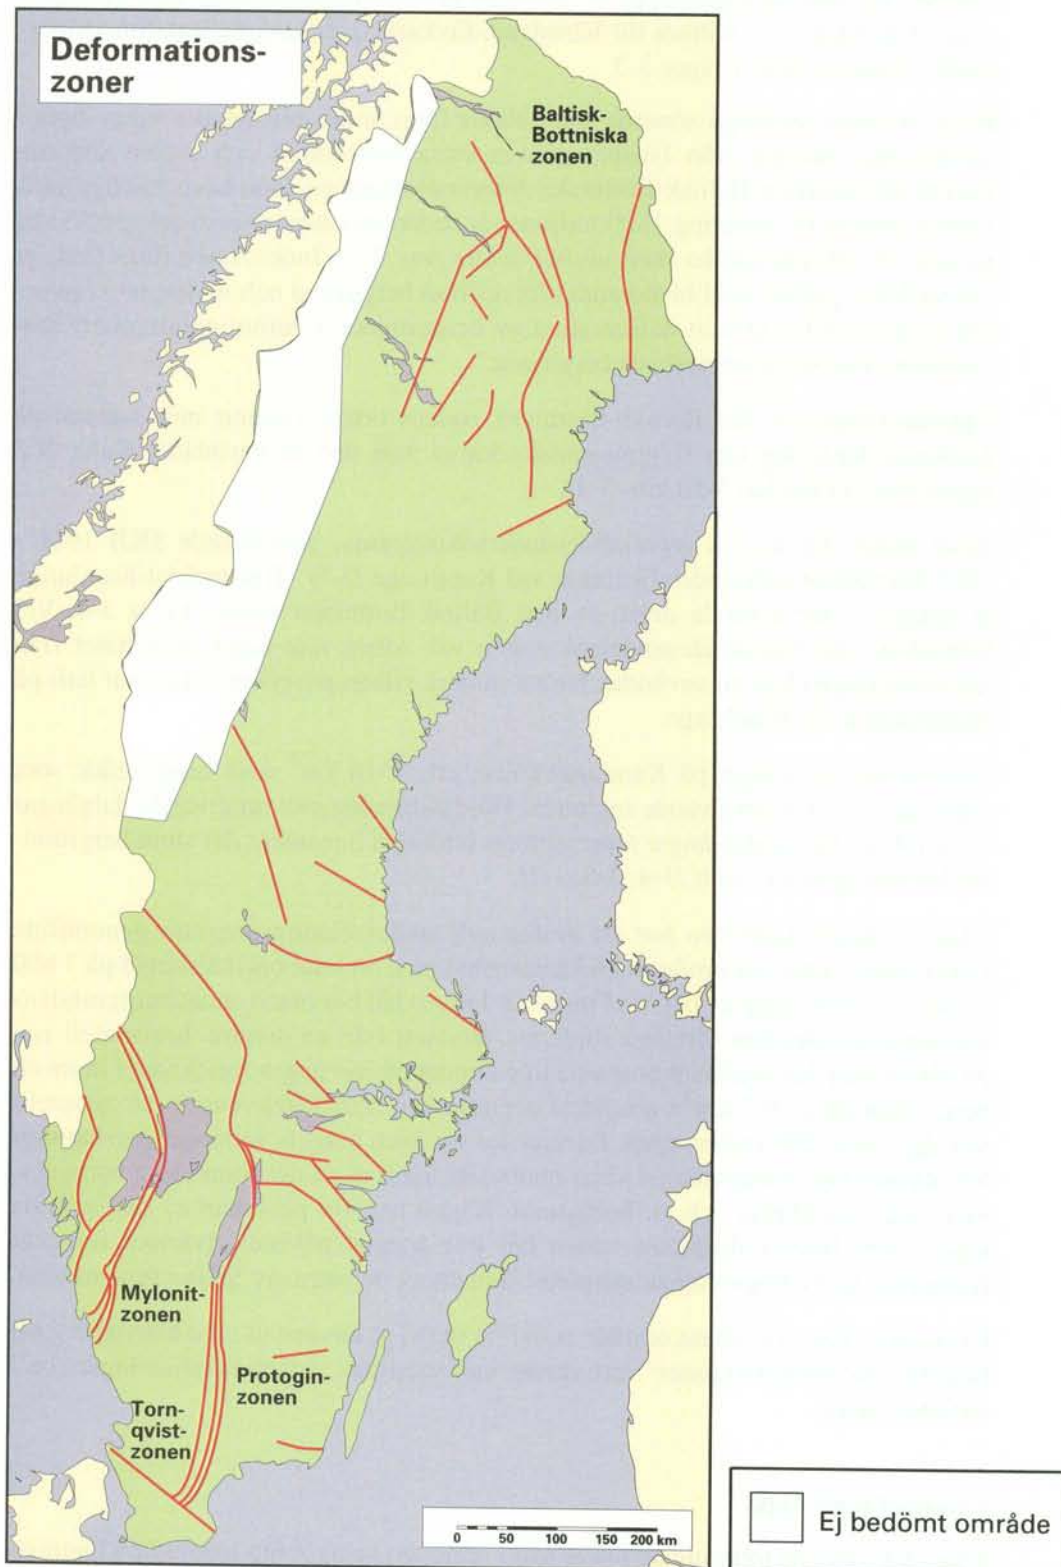 Deformations-
zoner
Baltisk-
Bottniska
zonen
Mylonit-
zonen
Protogin-
zonen
Torn-
qvist-
zonen
0 50 100 150 200 km
Ej bedömt område